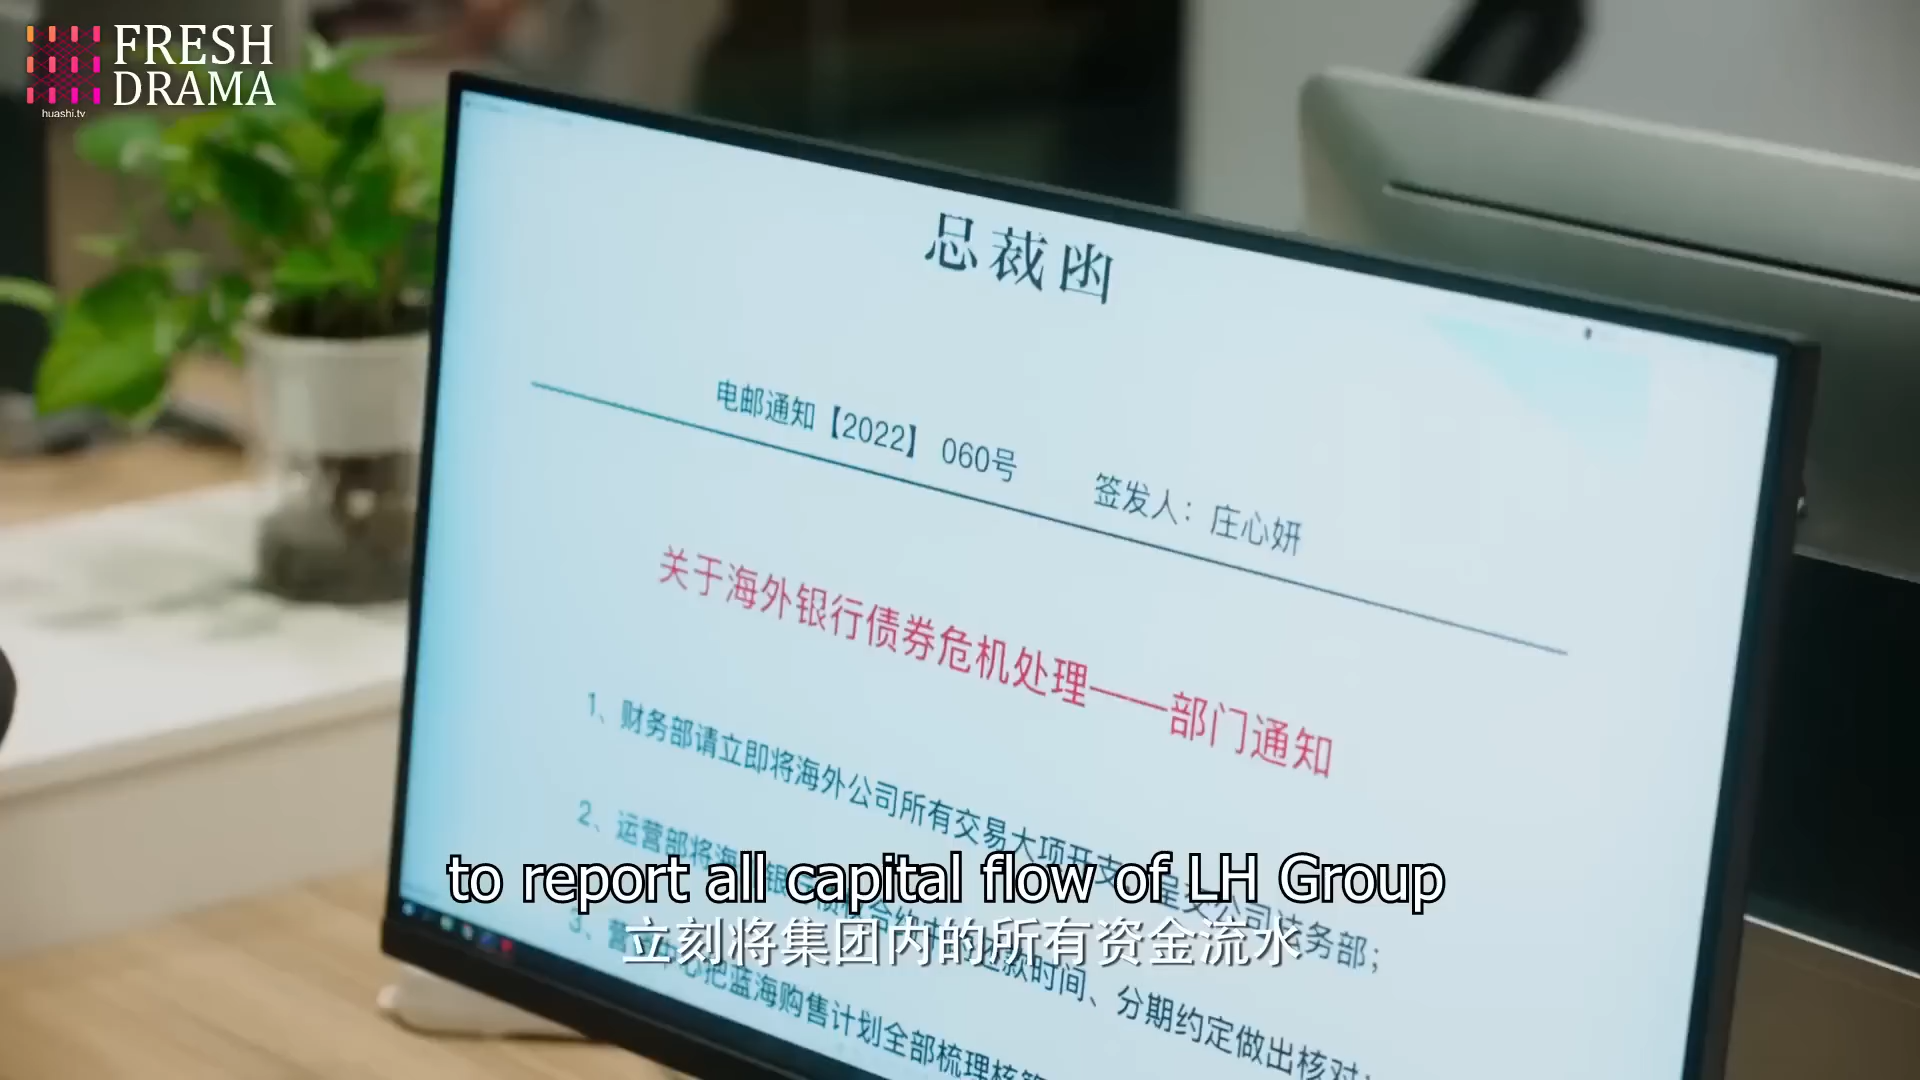 FRESH
DRAMA
huashi.tv
总裁函
电邮通知【2022】 060号 签发人：庄心妍
关于海外银行债券危机处理——部门通知
1、财务部请立即将海外公司所有交易大项开支
2、运营部将海 还款时间、分期约定做出核对
3、营 心把蓝海购售计划全部梳理核
to report all capital flow of LH Group
立刻将集团内的所有资金流水